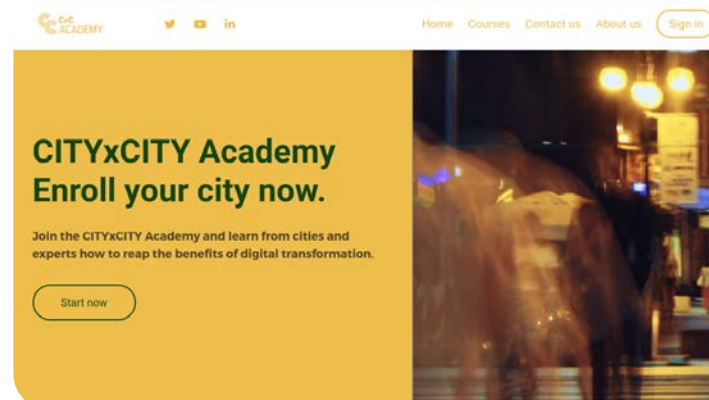 CxC
ACADEMY
Home Courses Contact us About us Sign in
CITYxCITY Academy
Enroll your city now.
Join the CITYxCITY Academy and learn from cities and
experts how to reap the benefits of digital transformation.
Start now